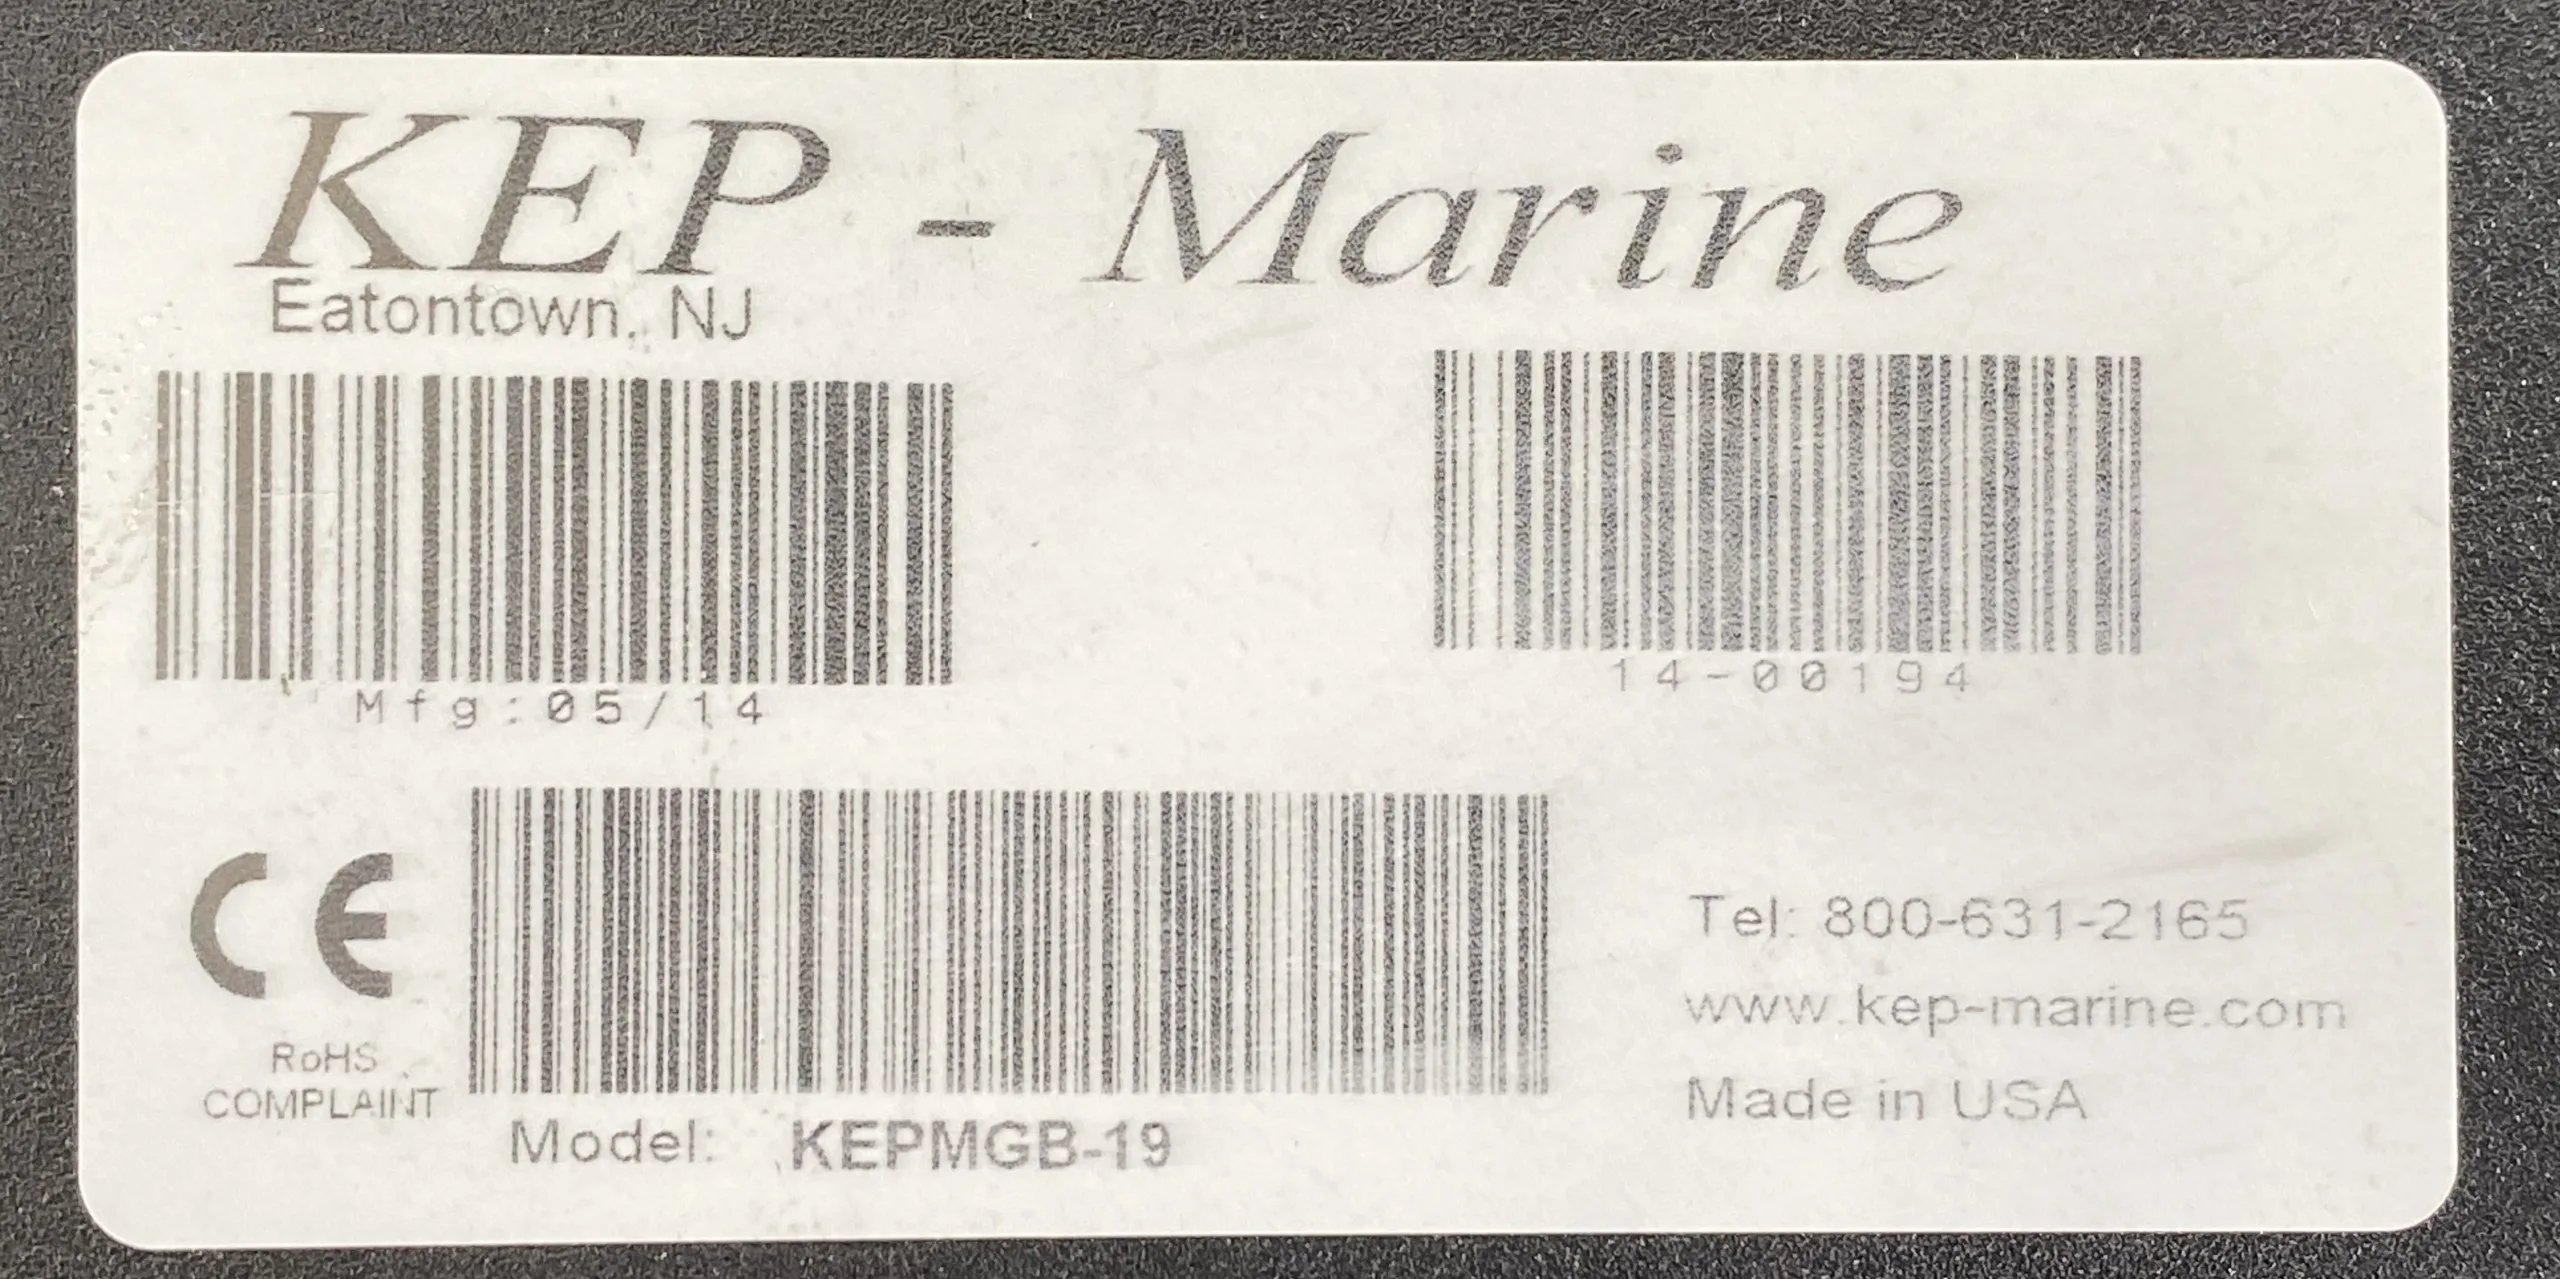 KEP - Marine
Eatontown, NJ
Mfg:05/14
14-00194
CE
RoHS
COMPLAINT
Model: KEPMGB-19
Tel: 800-631-2165
www.kep-marine.com
Made in USA